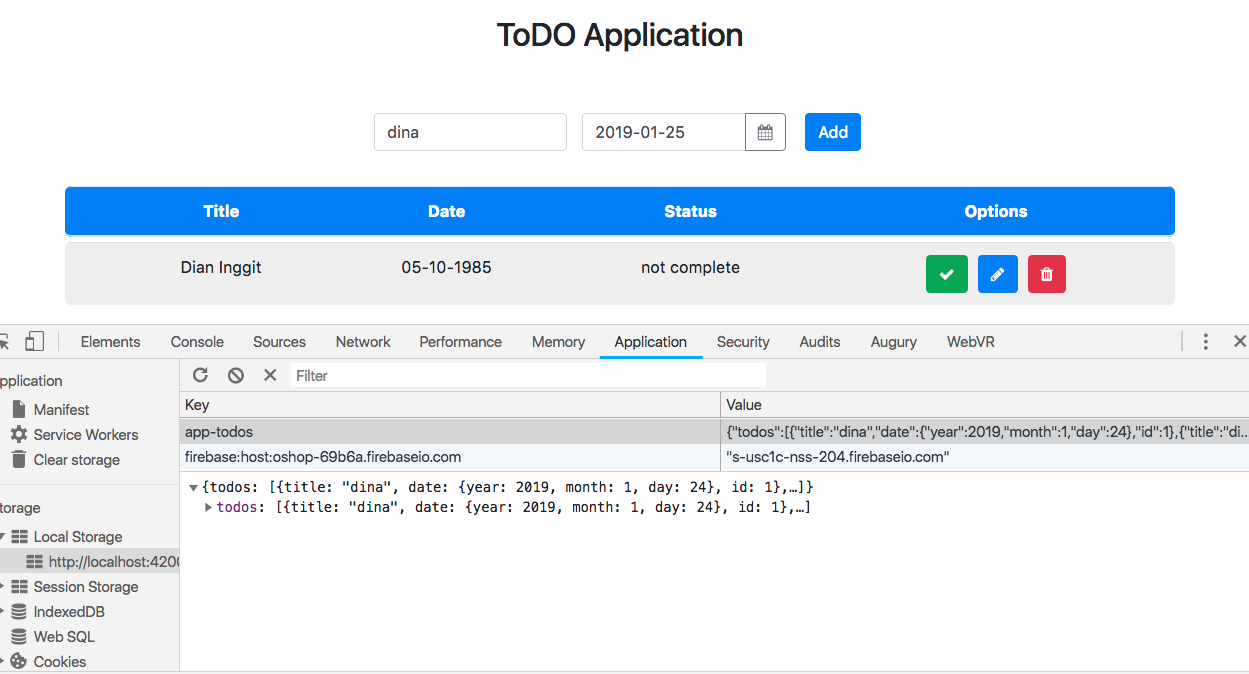 ToDO Application
dina 2019-01-25 Add
Title Date Status Options
Dian Inggit 05-10-1985 not complete
Elements Console Sources Network Performance Memory Application Security Audits Augury WebVR
pplication
Filter
Manifest
Service Workers
Clear storage
torage
Local Storage
http://localhost:420
Session Storage
IndexedDB
Web SQL
Cookies
Key Value
app-todos {"todos":[{"title":"dina","date":{"year":2019,"month":1,"day":24},"id":1},{"title":"di...
firebase:host:oshop-69b6a.firebaseio.com "s-usc1c-nss-204.firebaseio.com"
{todos: [{title: "dina", date: {year: 2019, month: 1, day: 24}, id: 1},…]}
todos: [{title: "dina", date: {year: 2019, month: 1, day: 24}, id: 1},…]